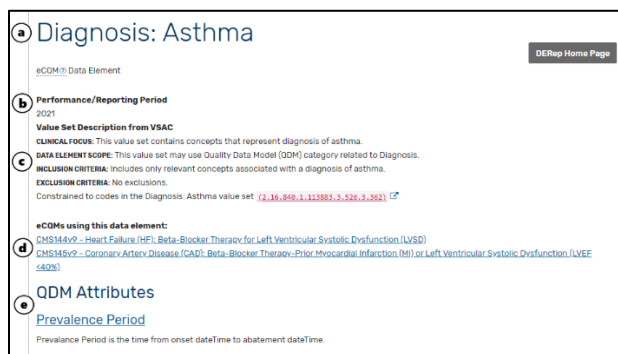 a Diagnosis: Asthma
DERep Home Page
eCQM Data Element
b Performance/Reporting Period
2021
Value Set Description from VSAC
CLINICAL FOCUS: This value set contains concepts that represent diagnosis of asthma.
c DATA ELEMENT SCOPE: This value set may use Quality Data Model (QDM) category related to Diagnosis.
INCLUSION CRITERIA: Includes only relevant concepts associated with a diagnosis of asthma.
EXCLUSION CRITERIA: No exclusions.
Constrained to codes in the Diagnosis: Asthma value set (2.16.840.1.113883.3.526.3.362)
eCQMs using this data element:
d CMS144v9 - Heart Failure (HF): Beta-Blocker Therapy for Left Ventricular Systolic Dysfunction (LVSD)
CMS145v9 - Coronary Artery Disease (CAD): Beta-Blocker Therapy-Prior Myocardial Infarction (MI) or Left Ventricular Systolic Dysfunction (LVEF
<40%)
e QDM Attributes
Prevalence Period
Prevalance Period is the time from onset dateTime to abatement dateTime.